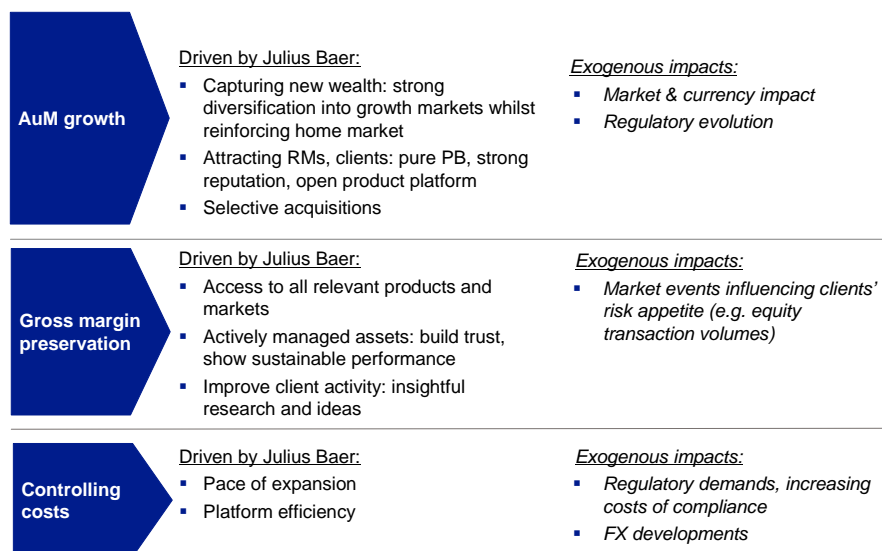 AuM growth
Driven by Julius Baer:
▪ Capturing new wealth: strong
diversification into growth markets whilst
reinforcing home market
▪ Attracting RMs, clients: pure PB, strong
reputation, open product platform
▪ Selective acquisitions
Exogenous impacts:
▪ Market & currency impact
▪ Regulatory evolution
Gross margin
preservation
Driven by Julius Baer:
▪ Access to all relevant products and
markets
▪ Actively managed assets: build trust,
show sustainable performance
▪ Improve client activity: insightful
research and ideas
Exogenous impacts:
▪ Market events influencing clients’
risk appetite (e.g. equity
transaction volumes)
Controlling
costs
Driven by Julius Baer:
▪ Pace of expansion
▪ Platform efficiency
Exogenous impacts:
▪ Regulatory demands, increasing
costs of compliance
▪ FX developments